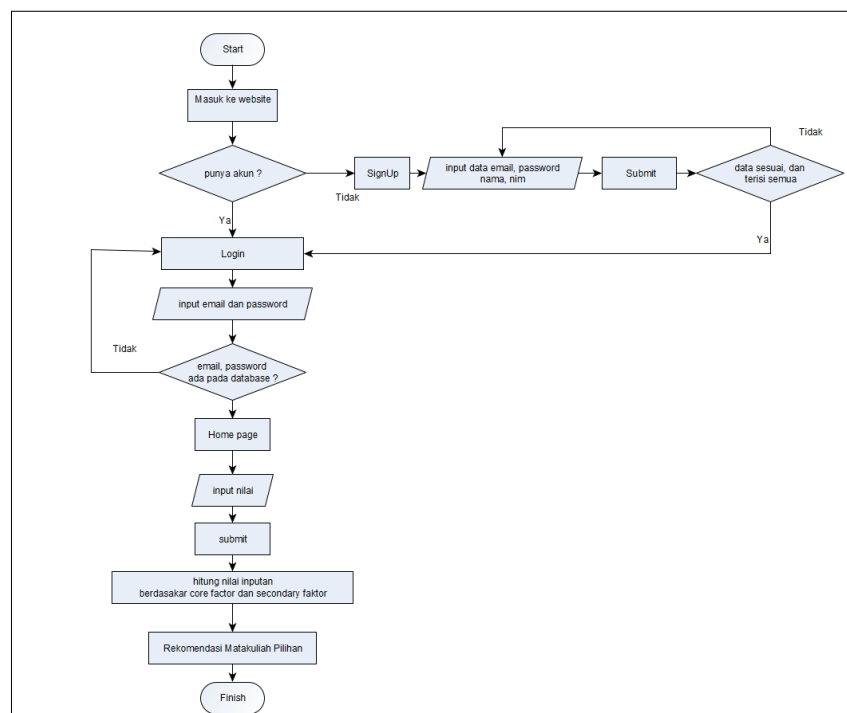 Start
Masuk ke website
punya akun ?
Tidak
SignUp
input data email, password
nama, nim
Submit
data sesuai, dan
terisi semua
Tidak
Ya
Ya
Login
input email dan password
email, password
ada pada database ?
Tidak
Home page
input nilai
submit
hitung nilai inputan
berdasakar core factor dan secondary faktor
Rekomendasi Matakuliah Pilihan
Finish